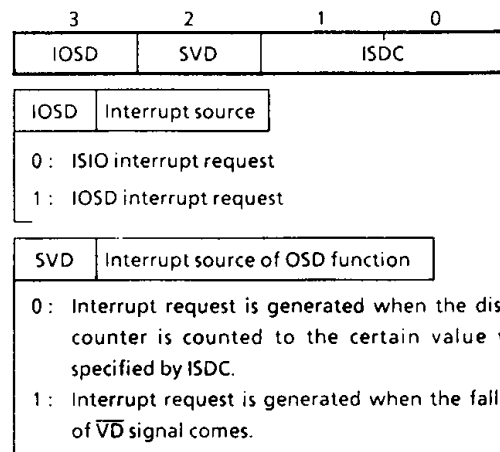 3 2 1 0
IOSD SVD ISDC
IOSD Interrupt source
0 : ISIO interrupt request
1 : IOSD interrupt request
SVD Interrupt source of OSD function
0 : Interrupt request is generated when the dis
counter is counted to the certain value
specified by ISDC.
1 : Interrupt request is generated when the fall
of V̅D̅ signal comes.